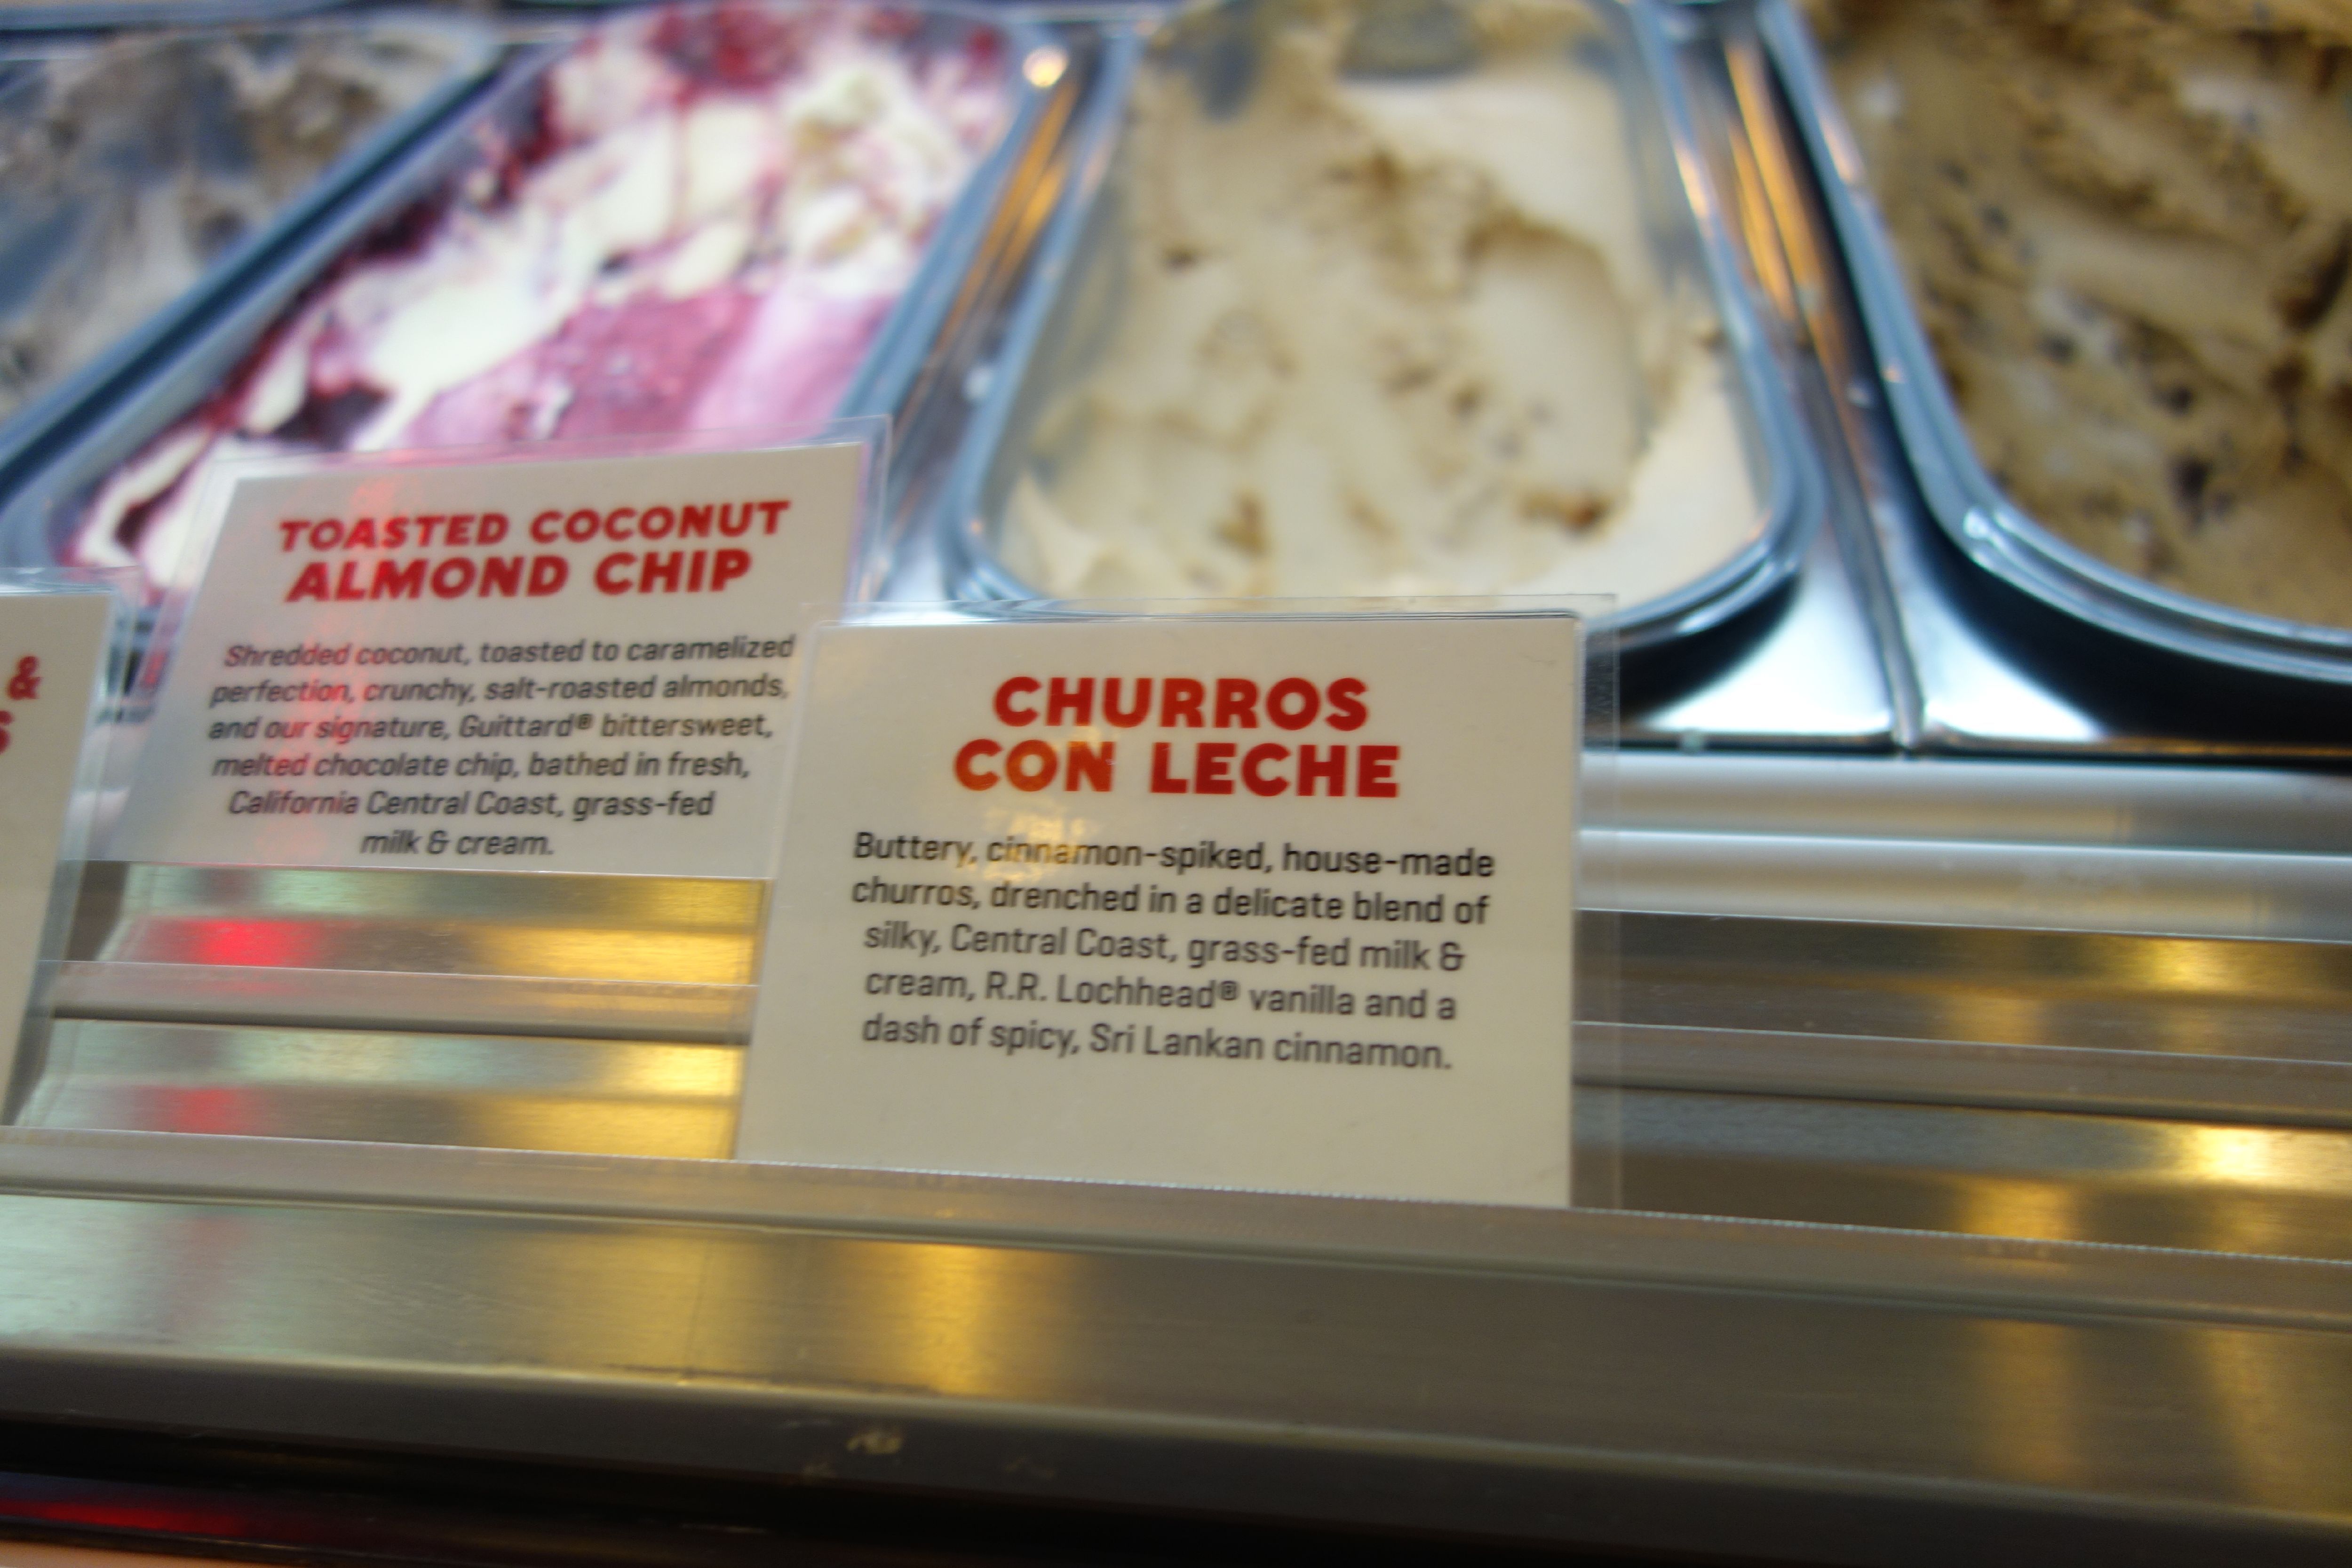 &
S
TOASTED COCONUT
ALMOND CHIP
Shredded coconut, toasted to caramelized
perfection, crunchy, salt-roasted almonds,
and our signature, Guittard® bittersweet,
melted chocolate chip, bathed in fresh,
California Central Coast, grass-fed
milk & cream.
CHURROS
CON LECHE
Buttery, cinnamon-spiked, house-made
churros, drenched in a delicate blend of
silky, Central Coast, grass-fed milk &
cream, R.R. Lochhead® vanilla and a
dash of spicy, Sri Lankan cinnamon.